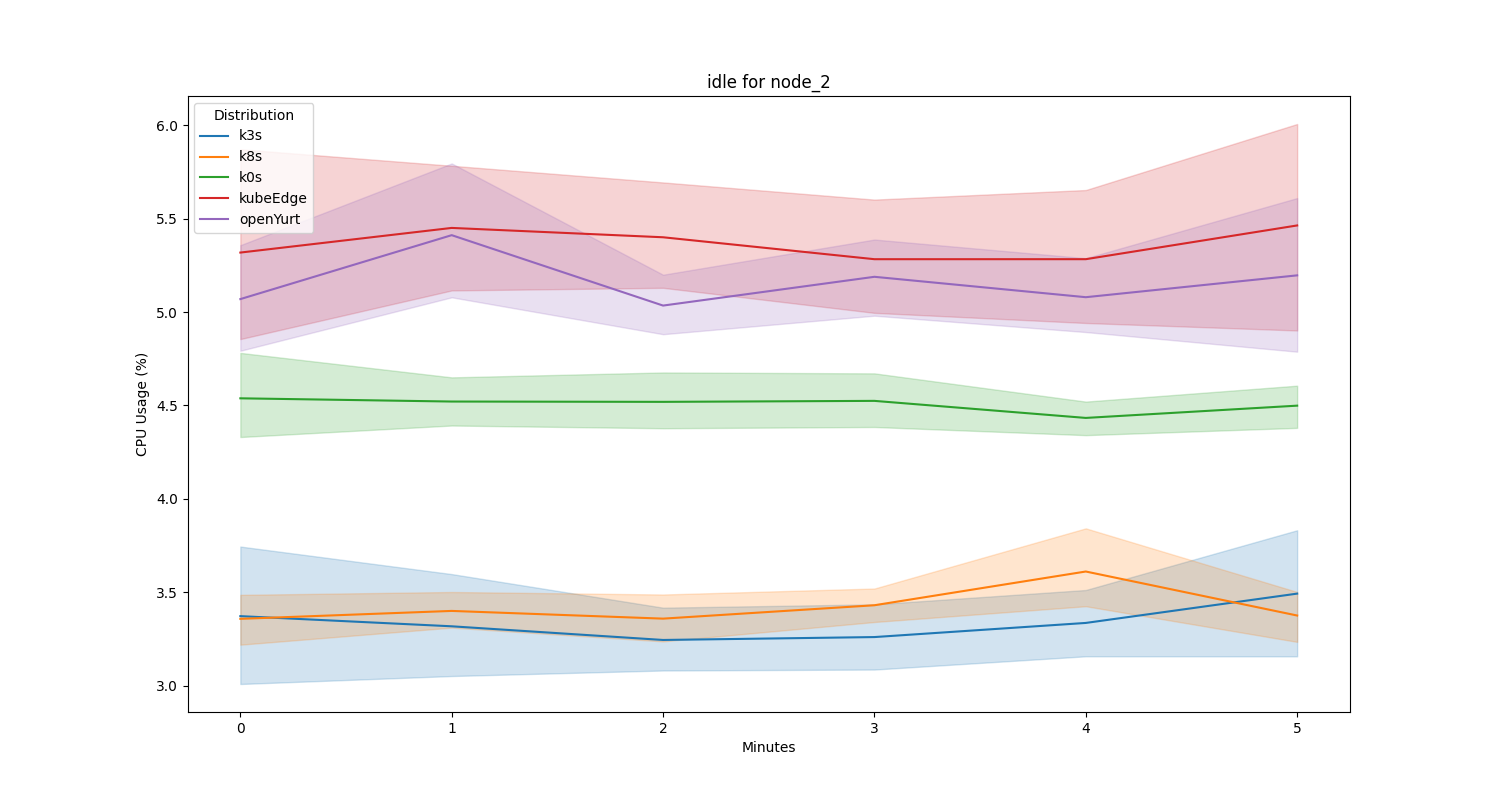 idle for node_2
Distribution
k3s
k8s
k0s
kubeEdge
openYurt
CPU Usage (%)
6.0
5.5
5.0
4.5
4.0
3.5
3.0
0 1 2 3 4 5
Minutes